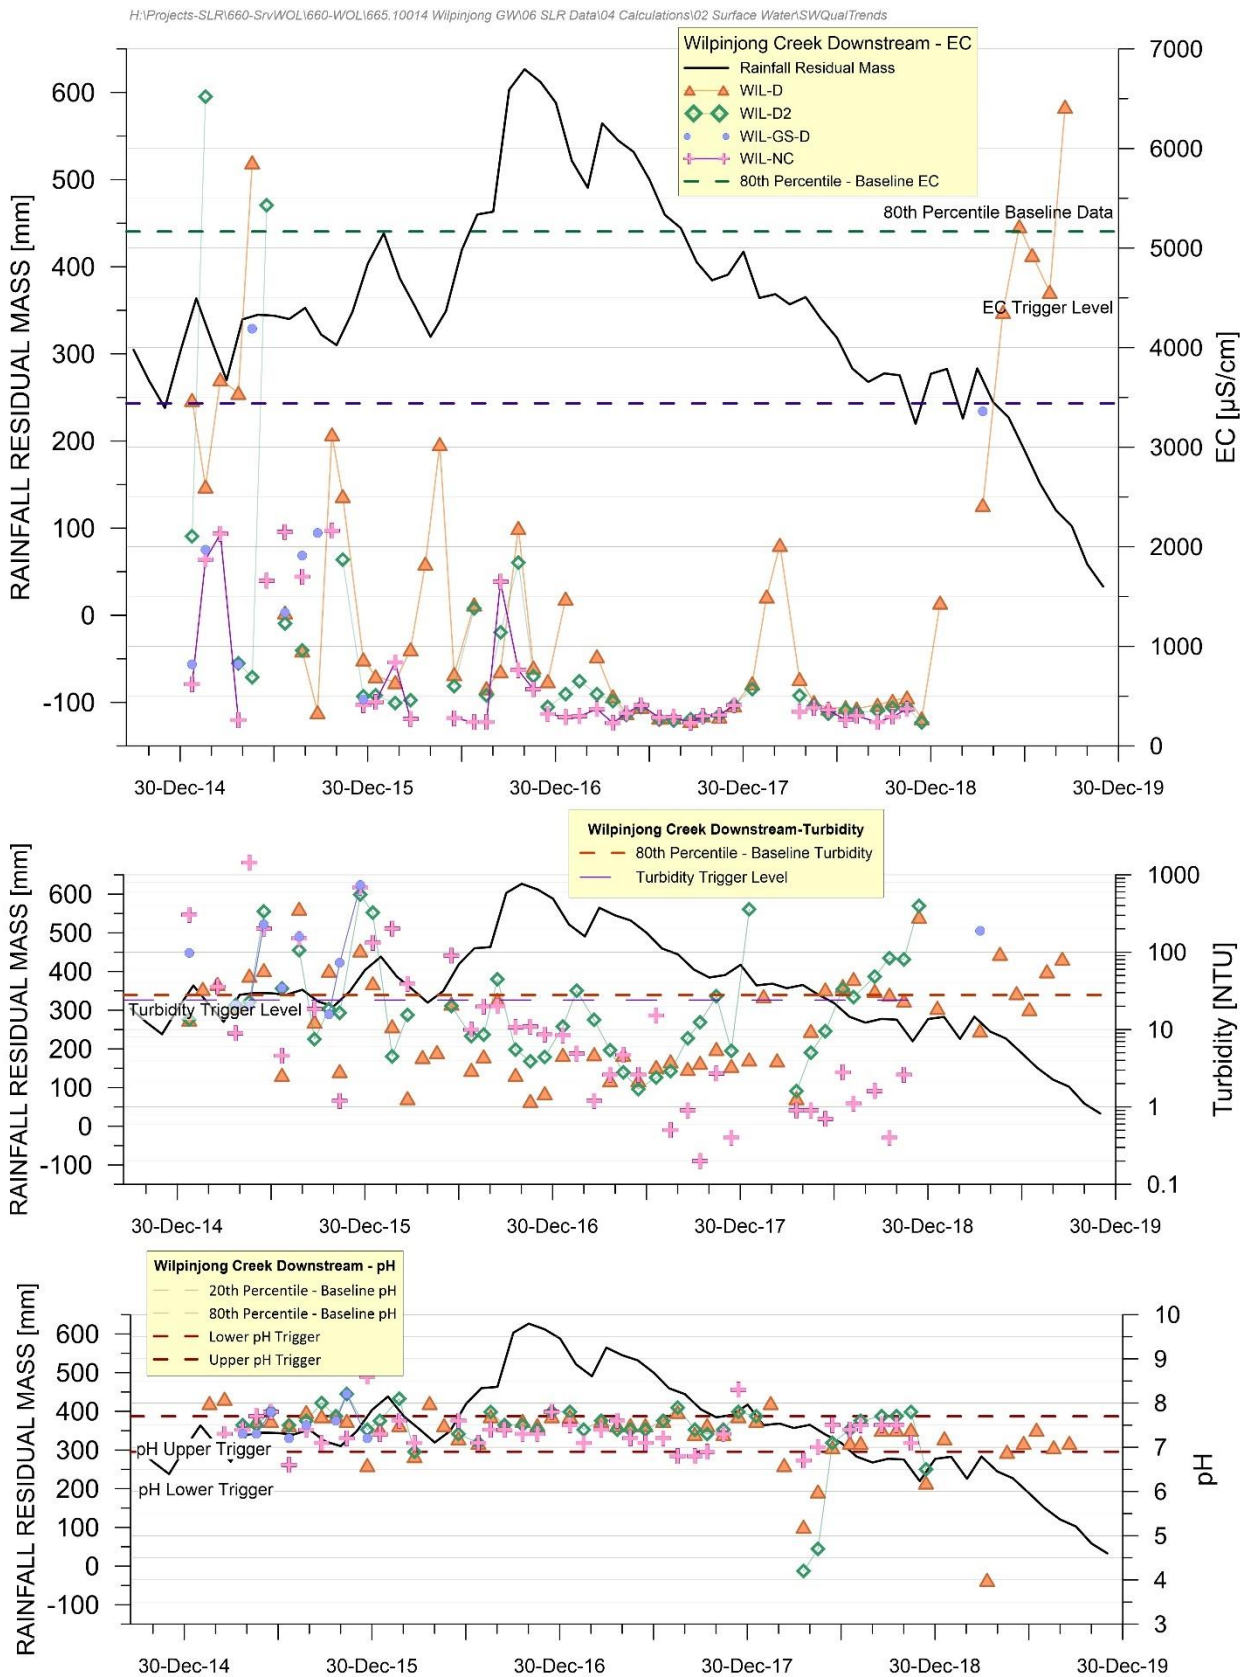 H:\Projects-SLR\660-SrvWOL\660-WOL\665.10014 Wilpinjong GW\06 SLR Data\04 Calculations\02 Surface Water\SWQualTrends
Wilpinjong Creek Downstream - EC
Rainfall Residual Mass
WIL-D
WIL-D2
WIL-GS-D
WIL-NC
80th Percentile - Baseline EC
80th Percentile Baseline Data
EC Trigger Level
RAINFALL RESIDUAL MASS [mm]
600
500
400
300
200
100
0
-100
7000
6000
5000
4000
3000
2000
1000
0
EC [µS/cm]
30-Dec-14 30-Dec-15 30-Dec-16 30-Dec-17 30-Dec-18 30-Dec-19
Wilpinjong Creek Downstream-Turbidity
80th Percentile - Baseline Turbidity
Turbidity Trigger Level
Turbidity Trigger Level
RAINFALL RESIDUAL MASS [mm]
600
500
400
300
200
100
0
-100
1000
100
10
1
0.1
Turbidity [NTU]
30-Dec-14 30-Dec-15 30-Dec-16 30-Dec-17 30-Dec-18 30-Dec-19
Wilpinjong Creek Downstream - pH
20th Percentile - Baseline pH
80th Percentile - Baseline pH
Lower pH Trigger
Upper pH Trigger
pH Upper Trigger
pH Lower Trigger
RAINFALL RESIDUAL MASS [mm]
600
500
400
300
200
100
0
-100
10
9
8
7
6
5
4
3
pH
30-Dec-14 30-Dec-15 30-Dec-16 30-Dec-17 30-Dec-18 30-Dec-19